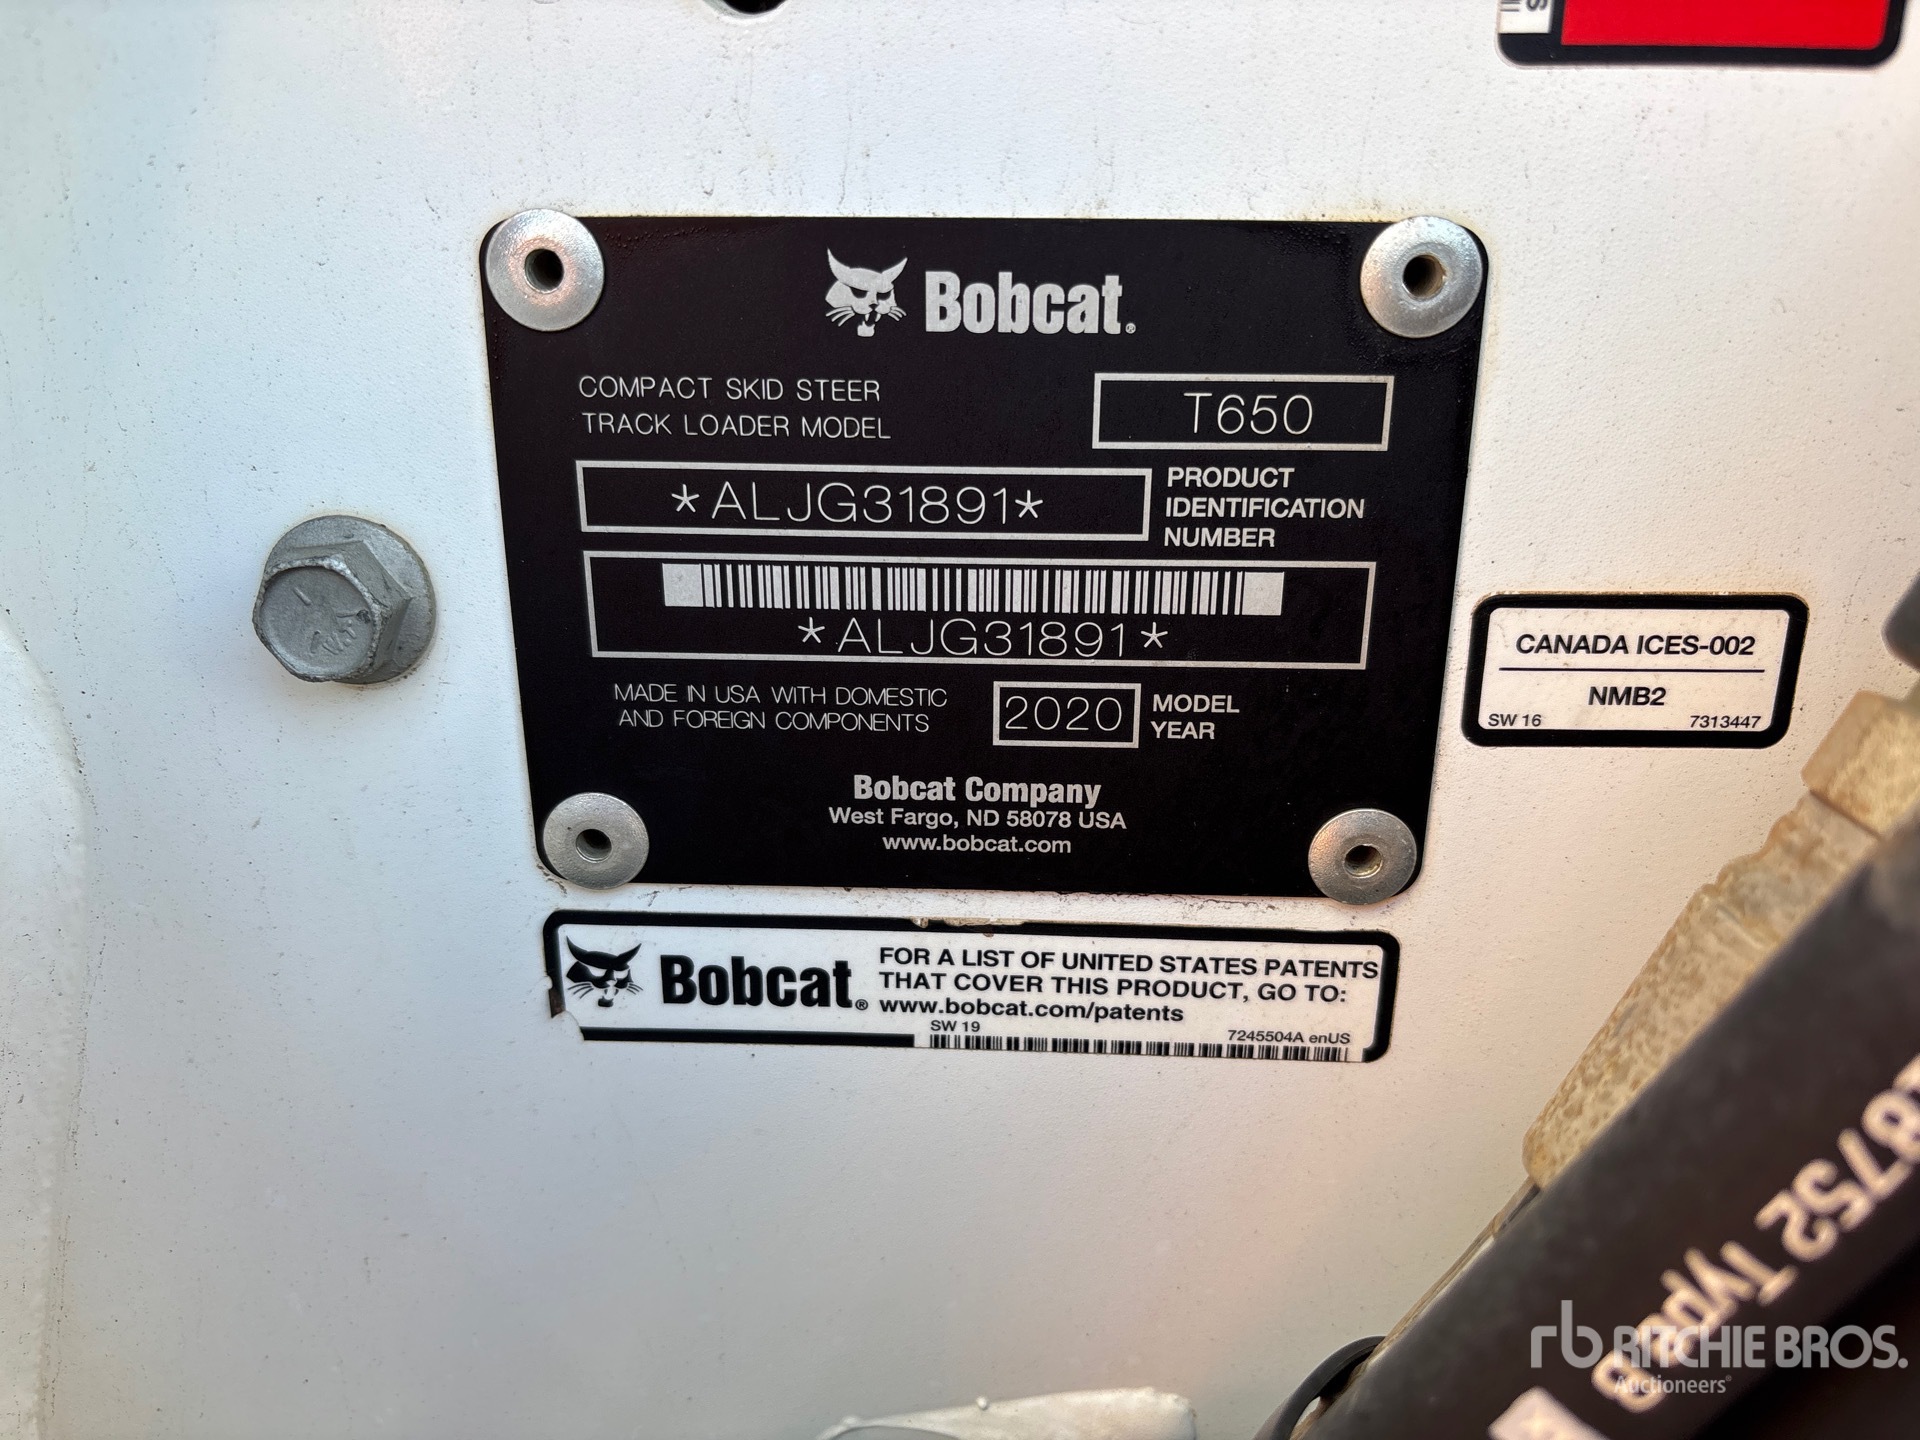 Bobcat®
COMPACT SKID STEER
TRACK LOADER MODEL
T650
*ALJG31891*
PRODUCT
IDENTIFICATION
NUMBER
*ALJG31891*
MADE IN USA WITH DOMESTIC
AND FOREIGN COMPONENTS
2020
MODEL
YEAR
Bobcat Company
West Fargo, ND 58078 USA
www.bobcat.com
CANADA ICES-002
NMB2
SW 16 7313447
Bobcat®
FOR A LIST OF UNITED STATES PATENTS
THAT COVER THIS PRODUCT, GO TO:
www.bobcat.com/patents
SW 19 7245504A enUS
8752 Type
rb RITCHIE BROS.
Auctioneers®